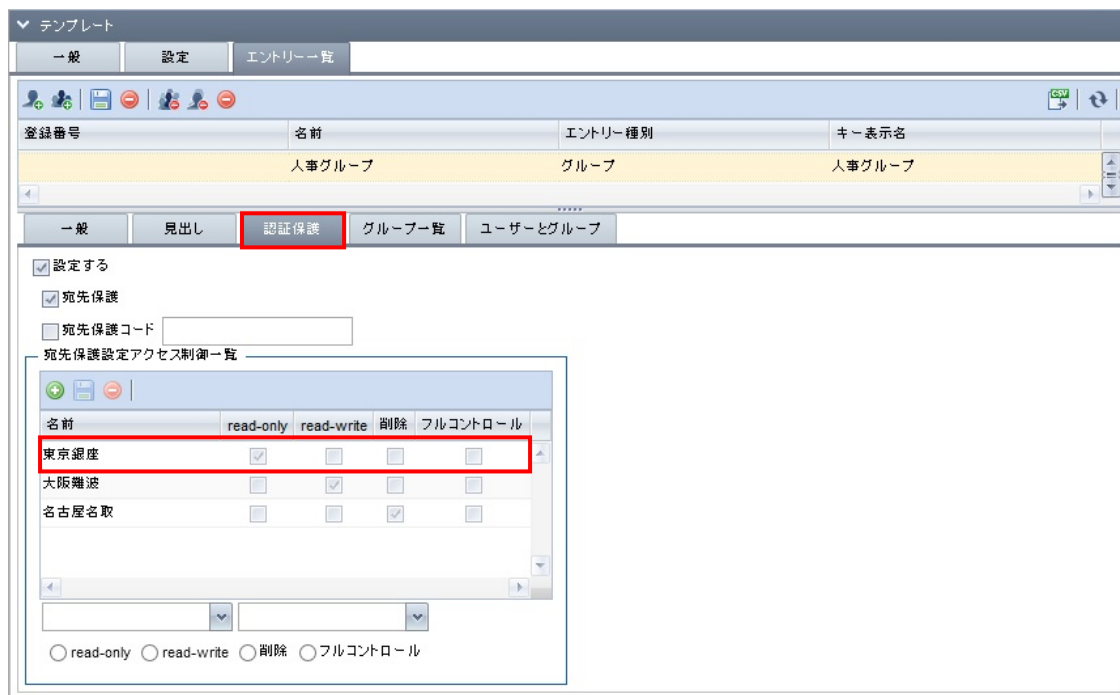 テンプレート
一般 設定 エントリー一覧
CSV
登録番号 名前 エントリー種別 キー表示名
人事グループ グループ 人事グループ
一般 見出し 認証保護 グループ一覧 ユーザーとグループ
設定する
宛先保護
宛先保護コード
宛先保護設定アクセス制御一覧
名前 read-only read-write 削除 フルコントロール
東京銀座
大阪難波
名古屋名取
read-only read-write 削除 フルコントロール